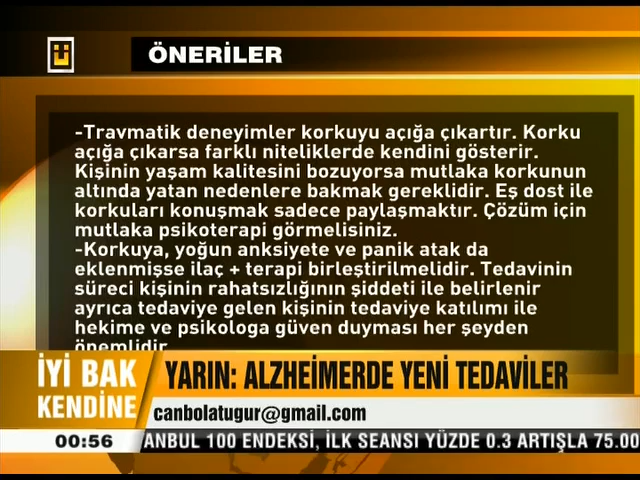 ÖNERİLER
-Travmatik deneyimler korkuyu açığa çıkartır. Korku
açığa çıkarsa farklı niteliklerde kendini gösterir.
Kişinin yaşam kalitesini bozuyorsa mutlaka korkunun
altında yatan nedenlere bakmak gereklidir. Eş dost ile
korkuları konuşmak sadece paylaşmaktır. Çözüm için
mutlaka psikoterapi görmelisiniz.
-Korkuya, yoğun anksiyete ve panik atak da
eklenmişse ilaç + terapi birleştirilmelidir. Tedavinin
süreci kişinin rahatsızlığının şiddeti ile belirlenir
ayrıca tedaviye gelen kişinin tedaviye katılımı ile
hekime ve psikologa güven duyması her şeyden
önemlidir.
İYİ BAK
KENDİNE
YARIN: ALZHEIMERDE YENİ TEDAVİLER
canbolatugur@gmail.com
00:56
ANBUL 100 ENDEKSİ, İLK SEANSI YÜZDE 0.3 ARTIŞLA 75.00